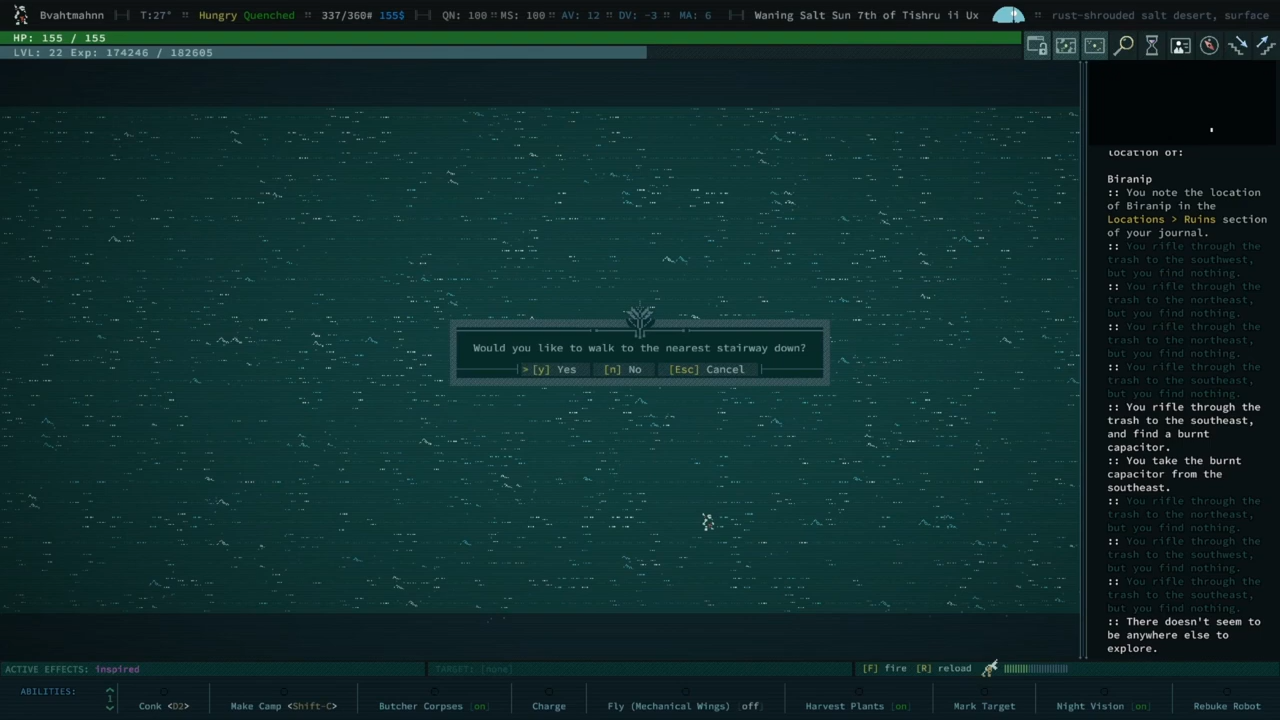 Bvahtmahnn T:27° :: Hungry Quenched :: 337/360# 155$ QN: 100 :: MS: 100 :: AV: 12 :: DV: -3 :: MA: 6 Waning Salt Sun 7th of Tishru ii Ux :: rust-shrouded salt desert, surface
HP: 155 / 155
LVL: 22 Exp: 174246 / 182605
location of:
Biranip
:: You note the location
of Biranip in the
Locations > Ruins section
of your journal.
:: You rifle through the
trash to the southwest,
but you find nothing.
:: You rifle through the
trash to the northeast,
but you find nothing.
:: You rifle through the
trash to the northeast,
but you find nothing.
:: You rifle through the
trash to the southeast,
but you find nothing.
:: You rifle through the
trash to the southeast,
and find a burnt
capacitor.
:: You take the burnt
capacitor from the
southeast.
:: You rifle through the
trash to the northeast,
but you find nothing.
:: You rifle through the
trash to the southwest,
but you find nothing.
:: You rifle through the
trash to the southeast,
but you find nothing.
:: There doesn't seem to
be anywhere else to
explore.
Would you like to walk to the nearest stairway down?
> [y] Yes [n] No [Esc] Cancel
ACTIVE EFFECTS: inspired TARGET: [none] [F] fire [R] reload
ABILITIES: 1 Conk <D2> Make Camp <Shift-C> Butcher Corpses [on] Charge Fly (Mechanical Wings) [off] Harvest Plants [on] Mark Target Night Vision [on] Rebuke Robot